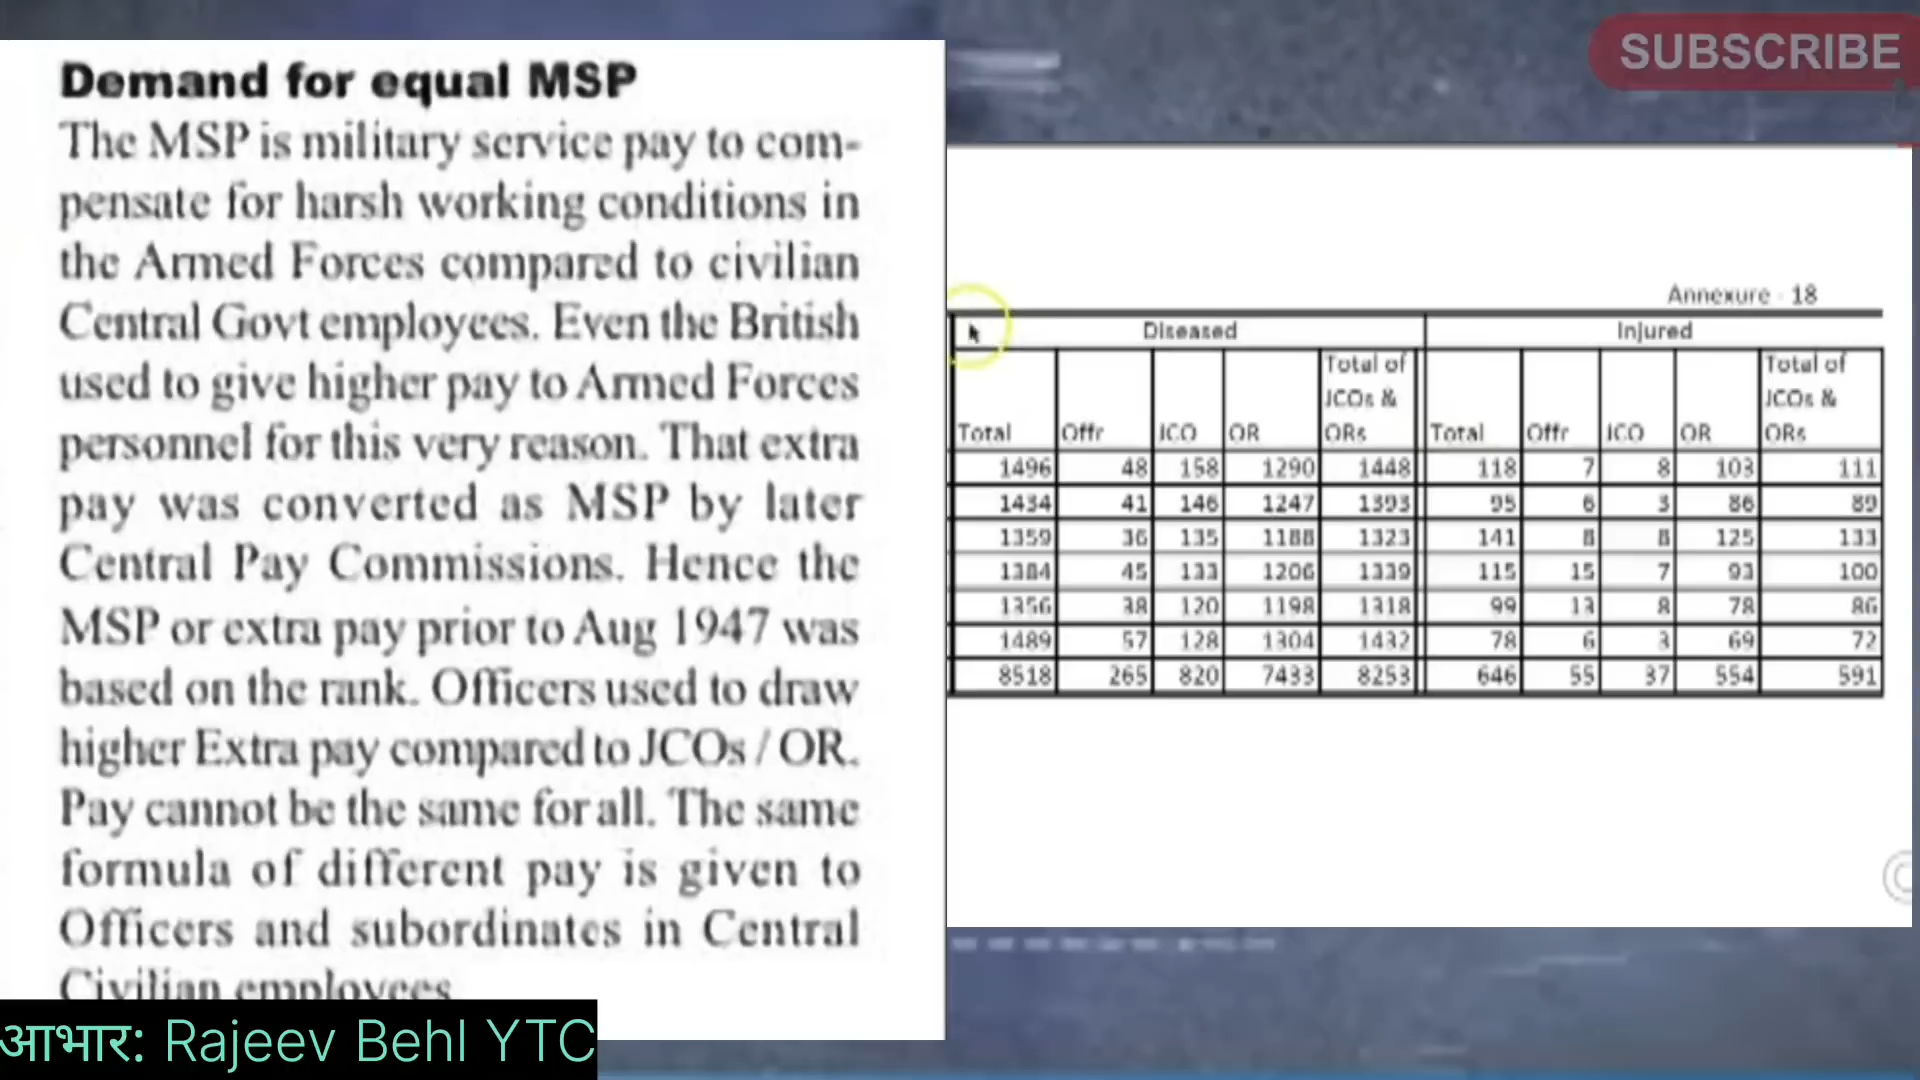 SUBSCRIBE
Demand for equal MSP
The MSP is military service pay to com-
pensate for harsh working conditions in
the Armed Forces compared to civilian
Central Govt employees. Even the British
used to give higher pay to Armed Forces
personnel for this very reason. That extra
pay was converted as MSP by later
Central Pay Commissions. Hence the
MSP or extra pay prior to Aug 1947 was
based on the rank. Officers used to draw
higher Extra pay compared to JCOs / OR.
Pay cannot be the same for all. The same
formula of different pay is given to
Officers and subordinates in Central
Civilian employees
Annexure - 18
Diseased Injured
Total Offr JCO OR Total of JCOs & ORs Total Offr JCO OR Total of JCOs & ORs
1496 48 158 1290 1448 118 7 8 103 111
1434 41 146 1247 1393 95 6 3 86 89
1359 36 135 1188 1323 141 8 8 125 133
1384 45 133 1206 1339 115 15 7 93 100
1356 38 120 1198 1318 99 13 8 78 86
1489 57 128 1304 1432 78 6 3 69 72
8518 265 820 7433 8253 646 55 37 554 591
आभार: Rajeev Behl YTC